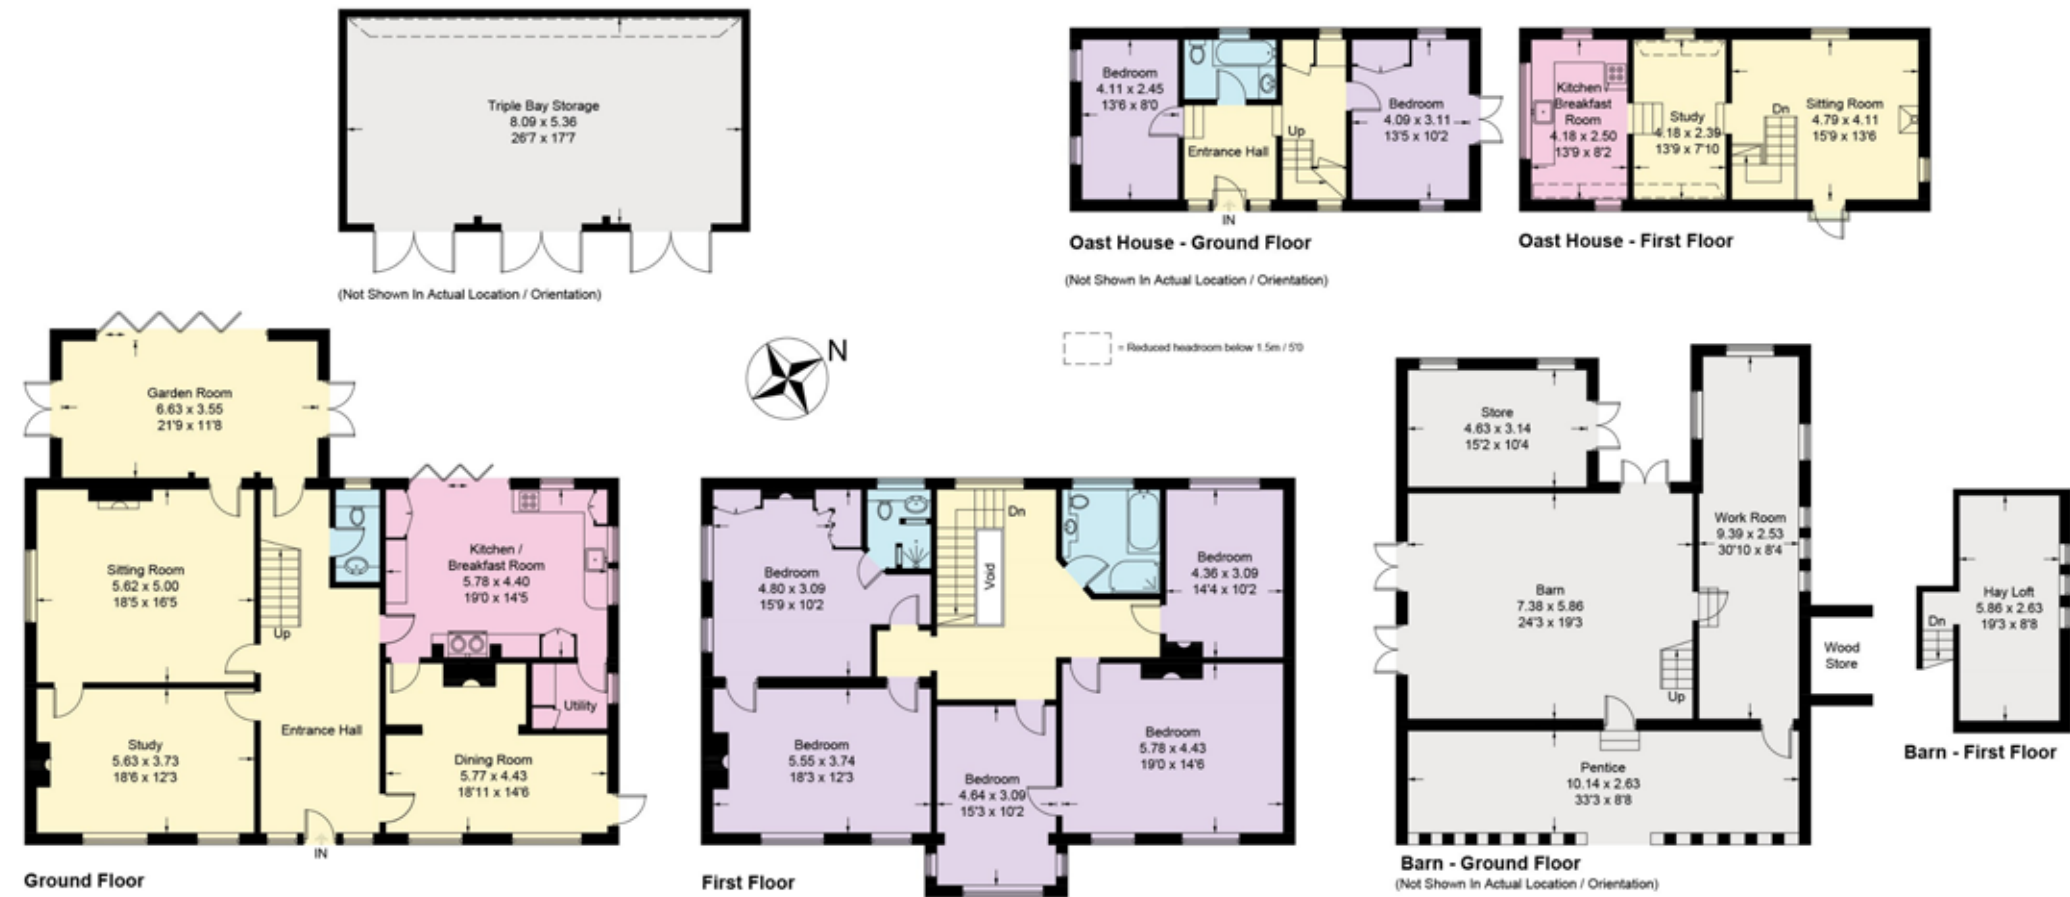 Triple Bay Storage
8.09 x 5.36
26'7 x 17'7
(Not Shown In Actual Location / Orientation)
Bedroom
4.11 x 2.45
13'6 x 8'0
Entrance Hall
Up
IN
Bedroom
4.09 x 3.11
13'5 x 10'2
Oast House - Ground Floor
(Not Shown In Actual Location / Orientation)
Kitchen /
Breakfast
Room
4.18 x 2.50
13'9 x 8'2
Study
4.18 x 2.39
13'9 x 7'10
Dn
Sitting Room
4.79 x 4.11
15'9 x 13'6
Oast House - First Floor
= Reduced headroom below 1.5m / 5'0
N
Garden Room
6.63 x 3.55
21'9 x 11'8
Sitting Room
5.62 x 5.00
18'5 x 16'5
Up
Kitchen /
Breakfast Room
5.78 x 4.40
19'0 x 14'5
Utility
Study
5.63 x 3.73
18'6 x 12'3
Entrance Hall
Dining Room
5.77 x 4.43
18'11 x 14'6
IN
Ground Floor
Bedroom
4.80 x 3.09
15'9 x 10'2
Dn
Void
Bedroom
4.36 x 3.09
14'4 x 10'2
Bedroom
5.55 x 3.74
18'3 x 12'3
Bedroom
4.64 x 3.09
15'3 x 10'2
Bedroom
5.78 x 4.43
19'0 x 14'6
First Floor
Store
4.63 x 3.14
15'2 x 10'4
Work Room
9.39 x 2.53
30'10 x 8'4
Barn
7.38 x 5.86
24'3 x 19'3
Up
Wood
Store
Pentice
10.14 x 2.63
33'3 x 8'8
Barn - Ground Floor
(Not Shown In Actual Location / Orientation)
Hay Loft
5.86 x 2.63
19'3 x 8'8
Dn
Barn - First Floor